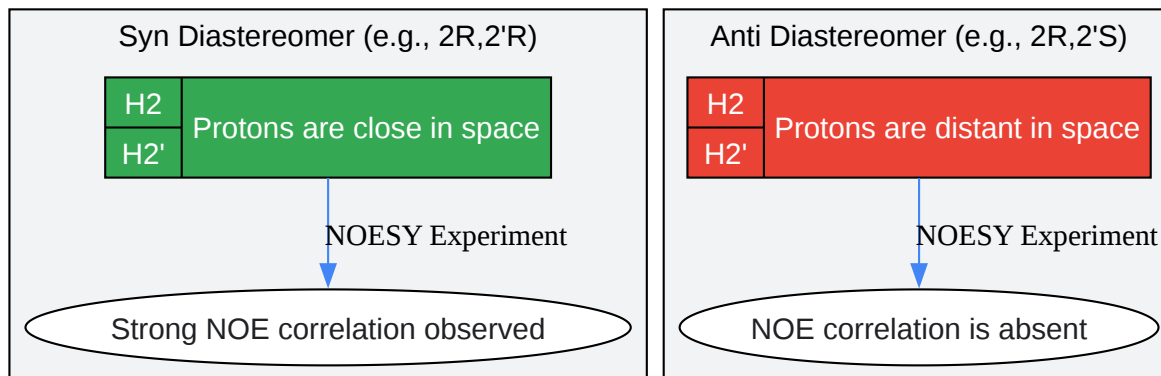 Syn Diastereomer (e.g., 2R,2'R)
H2
H2'
Protons are close in space
NOESY Experiment
Strong NOE correlation observed
Anti Diastereomer (e.g., 2R,2'S)
H2
H2'
Protons are distant in space
NOESY Experiment
NOE correlation is absent